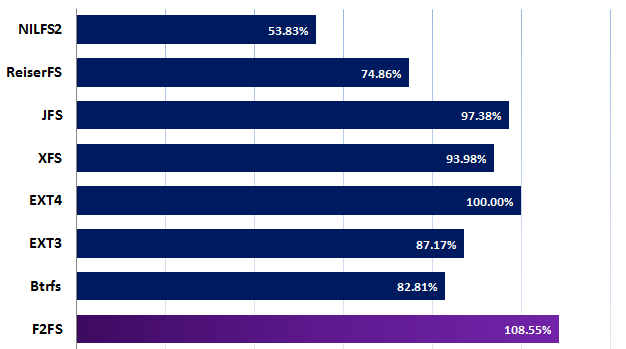 NILFS2 53.83%
ReiserFS 74.86%
JFS 97.38%
XFS 93.98%
EXT4 100.00%
EXT3 87.17%
Btrfs 82.81%
F2FS 108.55%